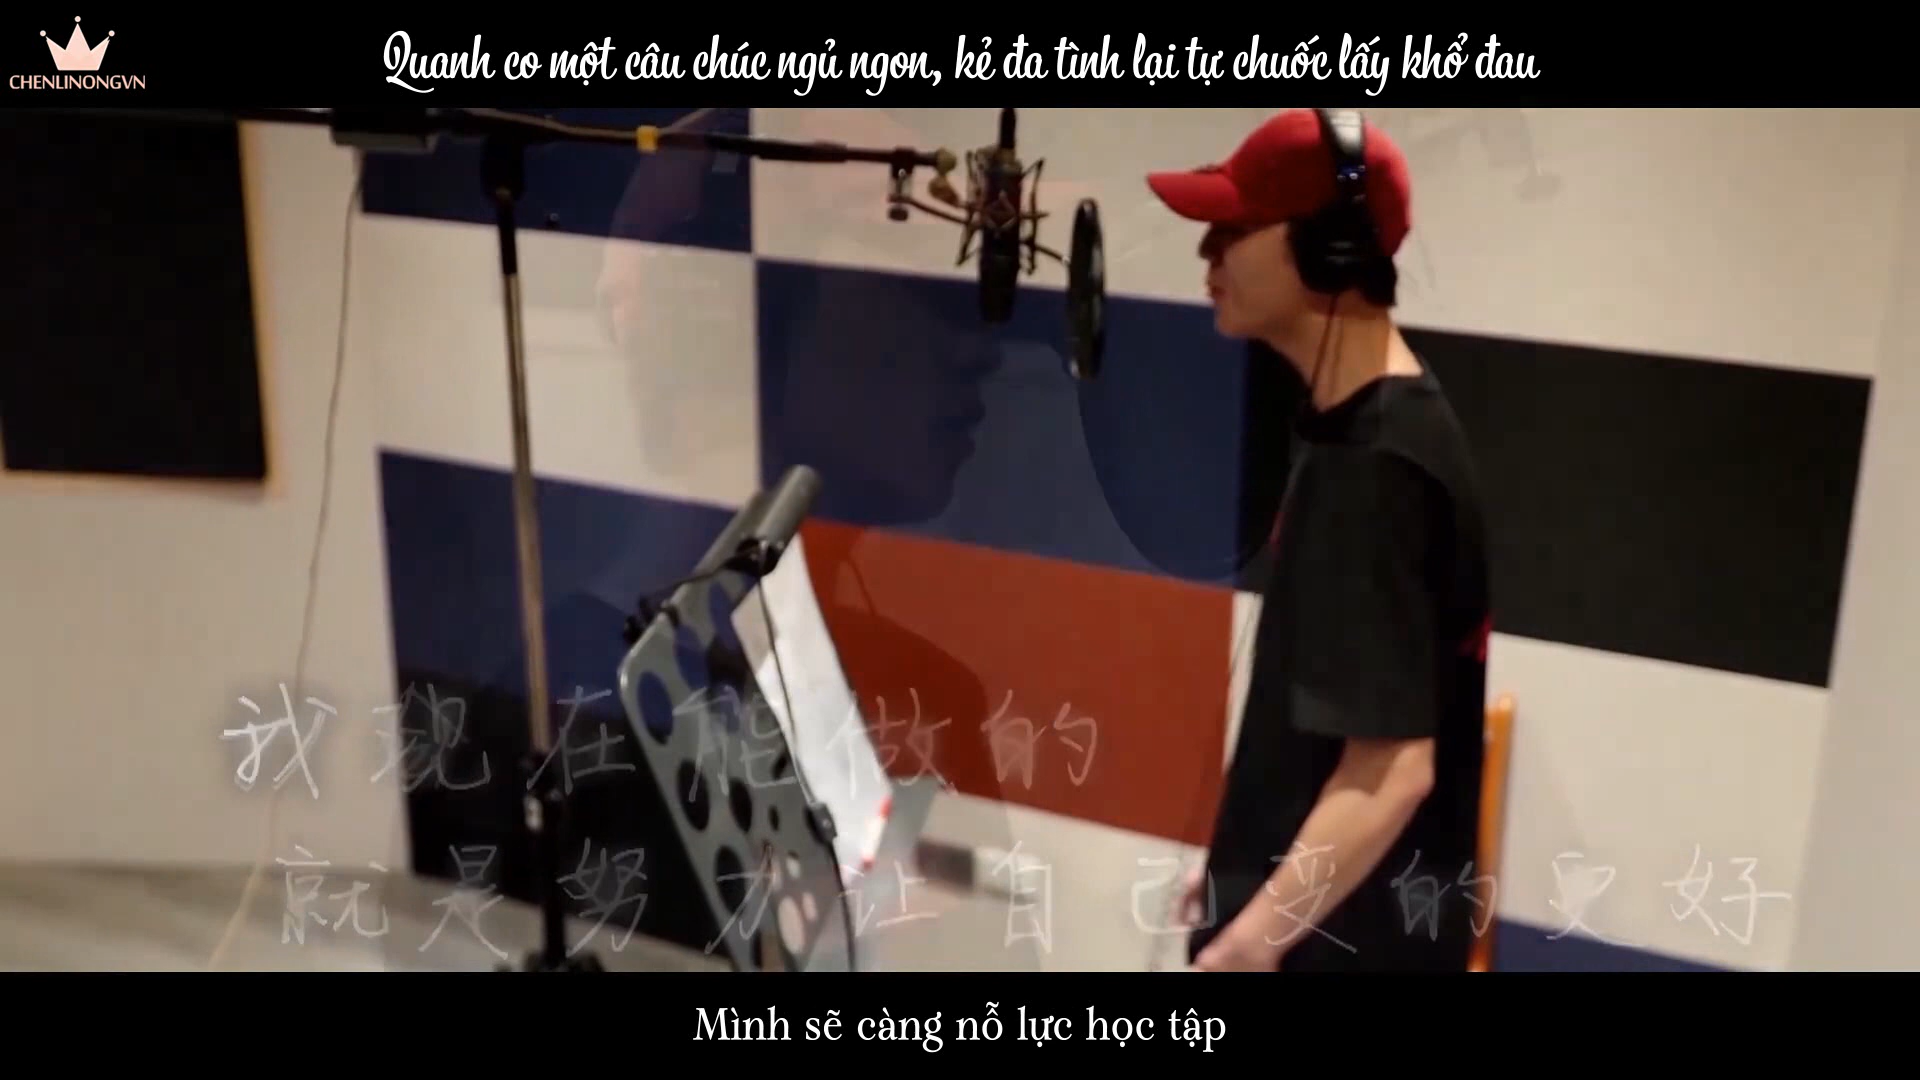 CHENLINONGVN
Quanh co một câu chúc ngủ ngon, kẻ đa tình lại tự chuốc lấy khổ đau
我现在能做的
就是努力让自己变的更好
Mình sẽ càng nỗ lực học tập